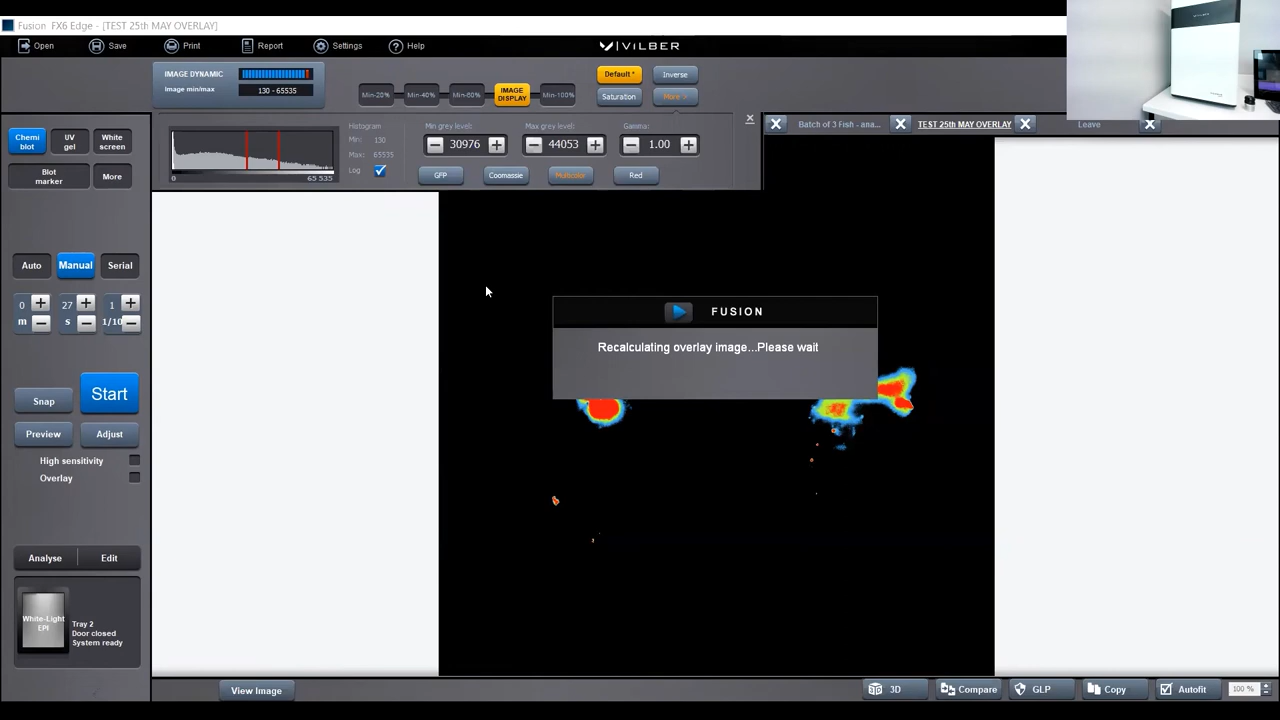 Fusion FX6 Edge - [TEST 25th MAY OVERLAY]
Open Save Print Report Settings Help VILBER
IMAGE DYNAMIC
Image min/max 130 - 65535
Min-20% Min-40% Min-60% IMAGE DISPLAY Min-100%
Default * Inverse
Saturation More >
Batch of 3 Fish - ana... TEST 25th MAY OVERLAY Leave
Chemi blot UV gel White screen
Blot marker More
Histogram
Min: 130
Max: 65535
Log
0 65 535
Min grey level: Max grey level: Gamma:
30976 44053 1.00
GFP Coomassie Multicolor Red
Auto Manual Serial
0 27 1
m s 1/10
Snap Start
Preview Adjust
High sensitivity
Overlay
FUSION
Recalculating overlay image...Please wait
Analyse Edit
White-Light EPI
Tray 2
Door closed
System ready
View Image 3D Compare GLP Copy Autofit 100 %